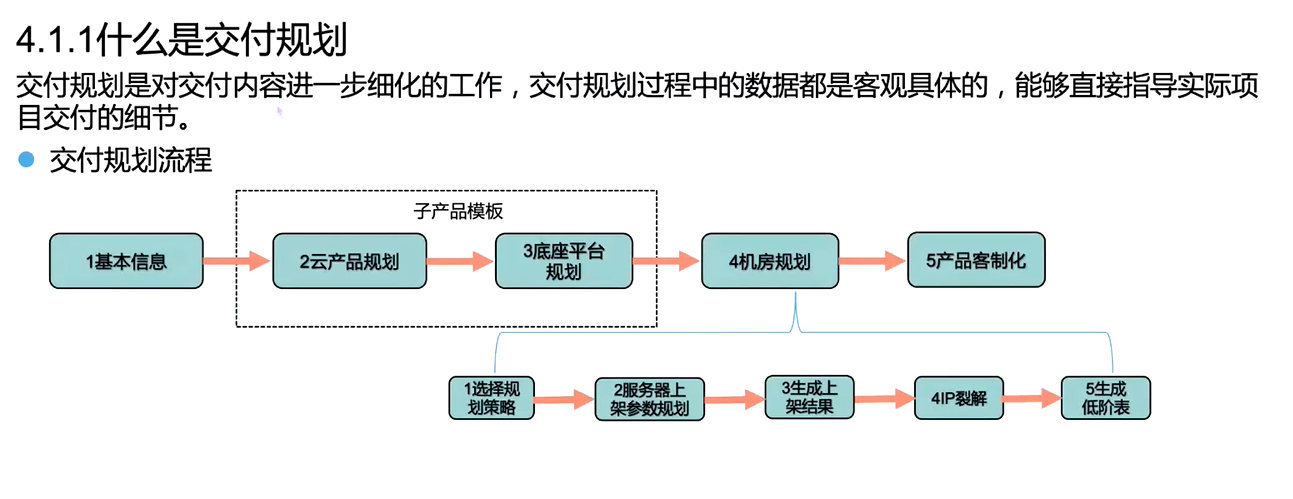 4.1.1什么是交付规划
交付规划是对交付内容进一步细化的工作，交付规划过程中的数据都是客观具体的，能够直接指导实际项
目交付的细节。
交付规划流程
子产品模板
1基本信息
2云产品规划
3底座平台
规划
4机房规划
5产品客制化
1选择规
划策略
2服务器上
架参数规划
3生成上
架结果
4IP裂解
5生成
低阶表